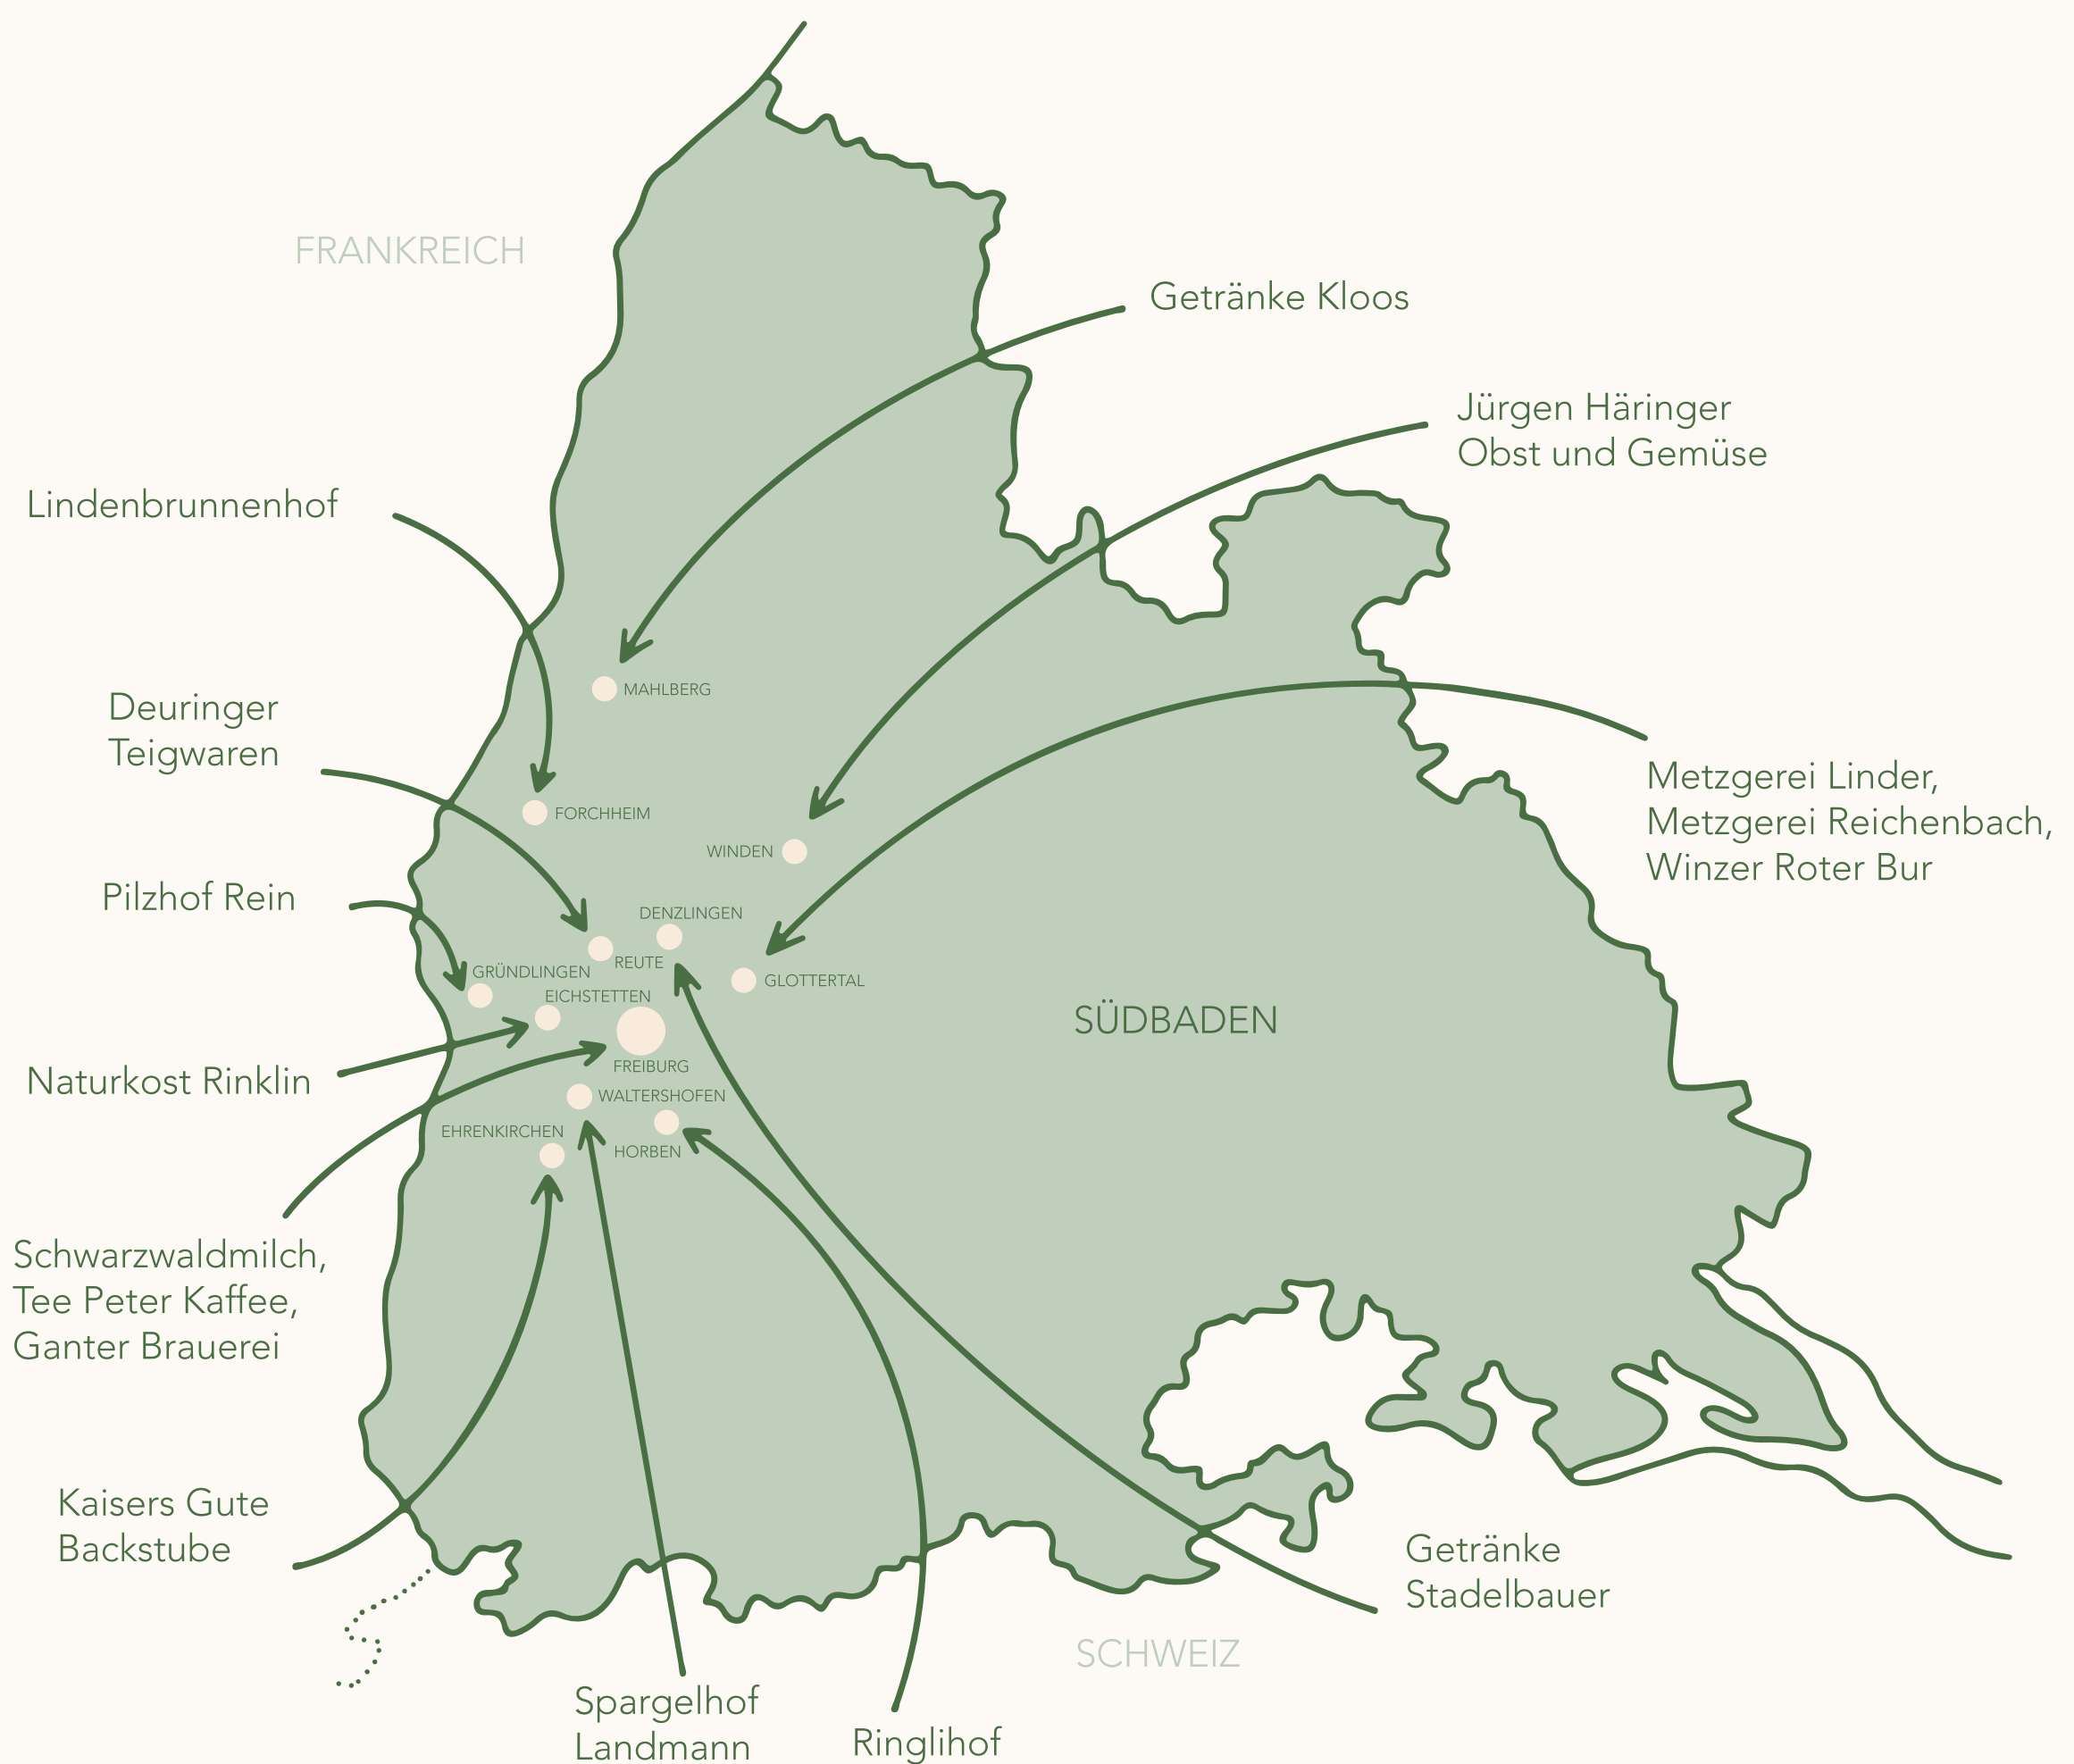 FRANKREICH
Getränke Kloos
Jürgen Häringer
Obst und Gemüse
Lindenbrunnenhof
MAHLBERG
Deuringer
Teigwaren
Metzgerei Linder,
Metzgerei Reichenbach,
Winzer Roter Bur
FORCHHEIM
WINDEN
Pilzhof Rein
DENZLINGEN
REUTE
GRÜNDLINGEN
GLOTTERTAL
EICHSTETTEN
SÜDBADEN
Naturkost Rinklin
FREIBURG
WALTERSHOFEN
EHRENKIRCHEN
HORBEN
Schwarzwaldmilch,
Tee Peter Kaffee,
Ganter Brauerei
Kaisers Gute
Backstube
Getränke
Stadelbauer
SCHWEIZ
Spargelhof
Landmann
Ringlihof